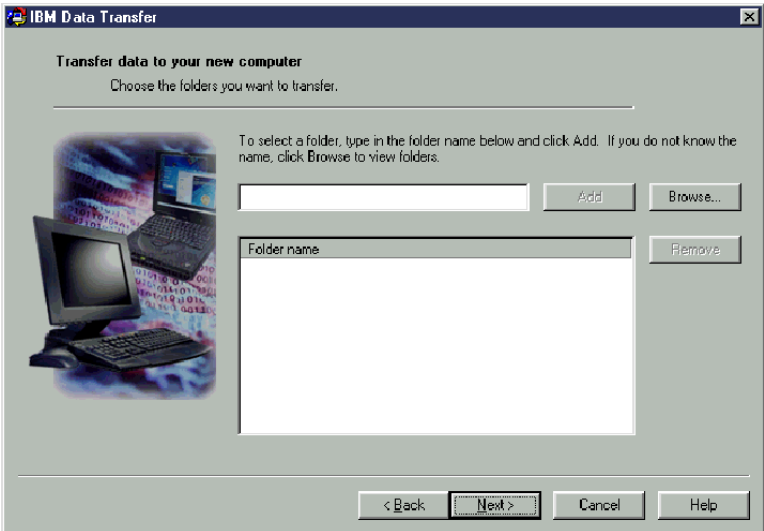 IBM Data Transfer
Transfer data to your new computer
Choose the folders you want to transfer.
To select a folder, type in the folder name below and click Add. If you do not know the
name, click Browse to view folders.
Add
Browse...
Folder name
Remove
< Back
Next >
Cancel
Help